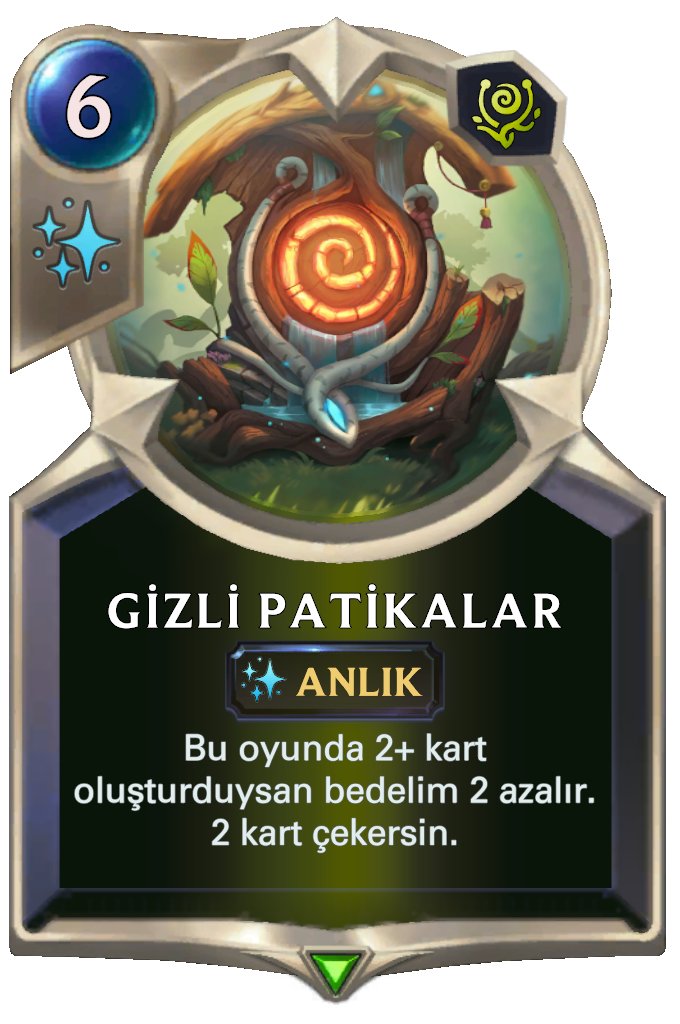 6
GİZLİ PATİKALAR
ANLIK
Bu oyunda 2+ kart
oluşturduysan bedelim 2 azalır.
2 kart çekersin.